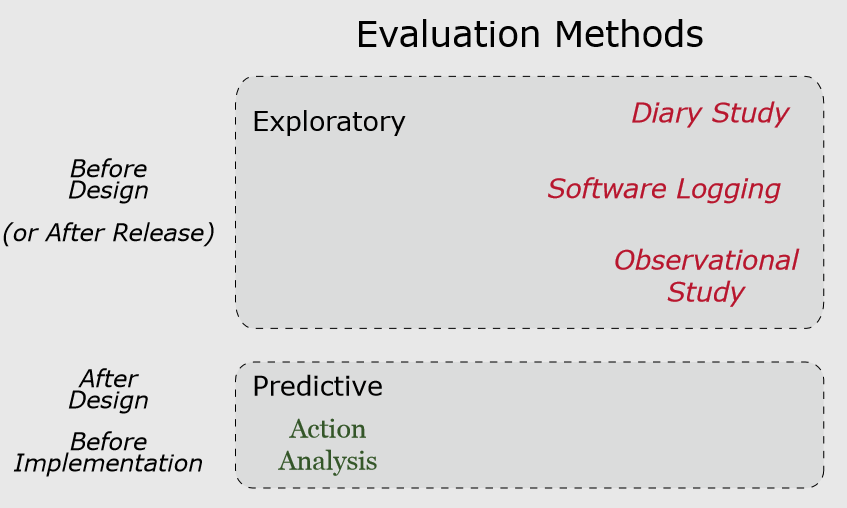 Evaluation Methods
Exploratory
Diary Study
Before
Design
(or After Release)
Software Logging
Observational
Study
After
Design
Before
Implementation
Predictive
Action
Analysis